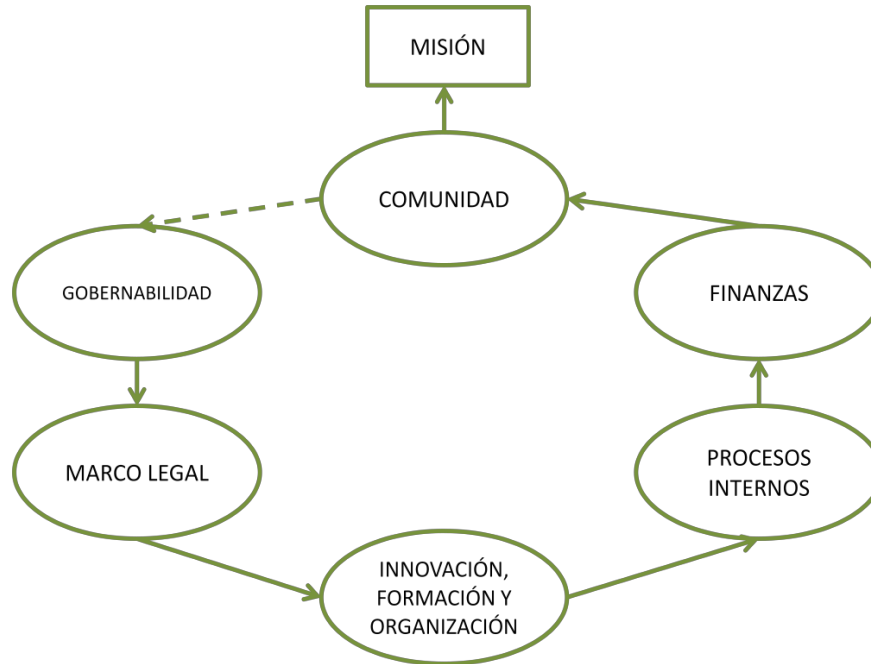 MISIÓN
COMUNIDAD
GOBERNABILIDAD
FINANZAS
MARCO LEGAL
PROCESOS
INTERNOS
INNOVACIÓN,
FORMACIÓN Y
ORGANIZACIÓN